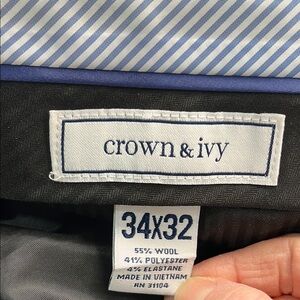 crown & ivy
34X32
55% WOOL
41% POLYESTER
4% ELASTANE
MADE IN VIETNAM
RN 31104